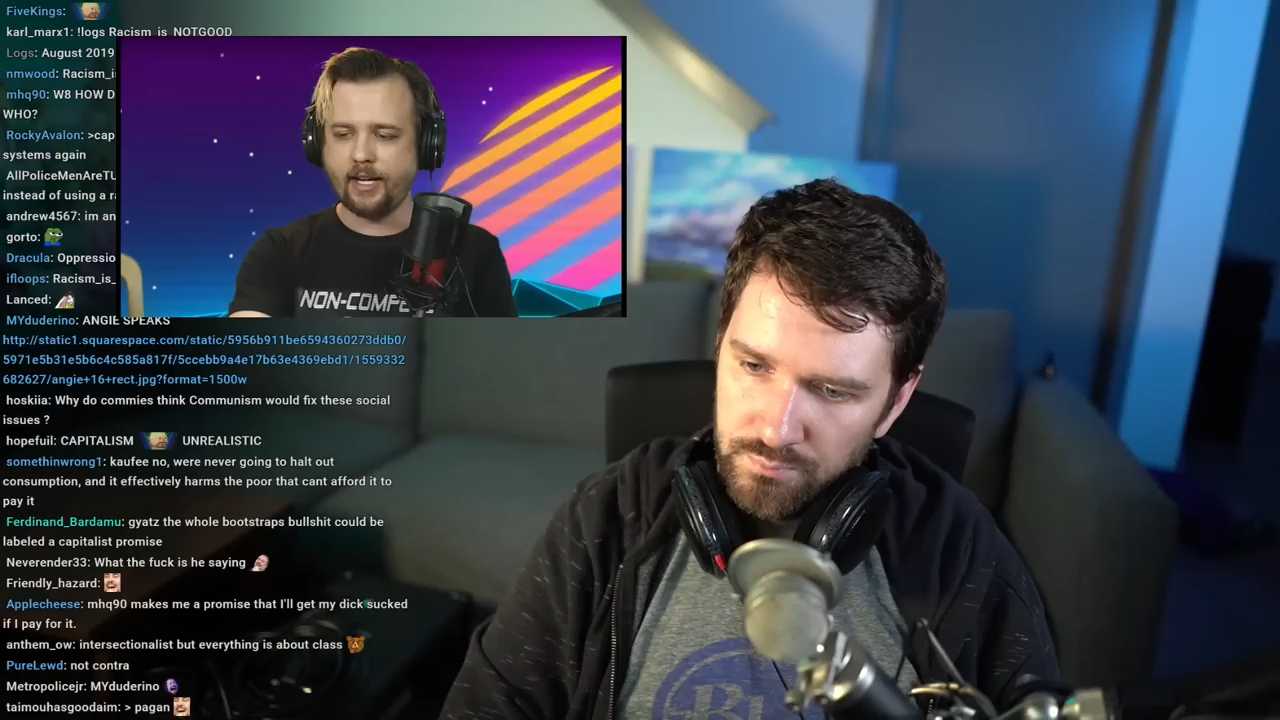 FiveKings:
karl_marx1: !logs Racism_is_NOTGOOD
Logs: August 2019
nmwood:
mhq90: W8 HOW
WHO?
RockyAvalon: >cap
systems again
AllPoliceMenAreTU
instead of using a
andrew4567: im an
gorto:
Dracula: Oppressio
ifloops: Racism_is_
Lanced:
MYduderino: ANGIE SPEAKS
http://static1.squarespace.com/static/5956b911be6594360273ddb0/
5971e5b31e5b6c4c585a817f/5ccebb9a4e17b63e4369ebd1/1559332
682627/angie+16+rect.jpg?format=1500w
hoskiia: Why do commies think Communism would fix these social
issues ?
hopefuil: CAPITALISM UNREALISTIC
somethinwrong1: kaufee no, were never going to halt out
consumption, and it effectively harms the poor that cant afford it to
pay it
Ferdinand_Bardamu: gyatz the whole bootstraps bullshit could be
labeled a capitalist promise
Neverender33: What the fuck is he saying
Friendly_hazard:
Applecheese: mhq90 makes me a promise that I'll get my dick sucked
if I pay for it.
anthem_ow: intersectionalist but everything is about class
PureLewd: not contra
Metropolicejr: MYduderino
taimouhasgoodaim: > pagan
NON-COMPE